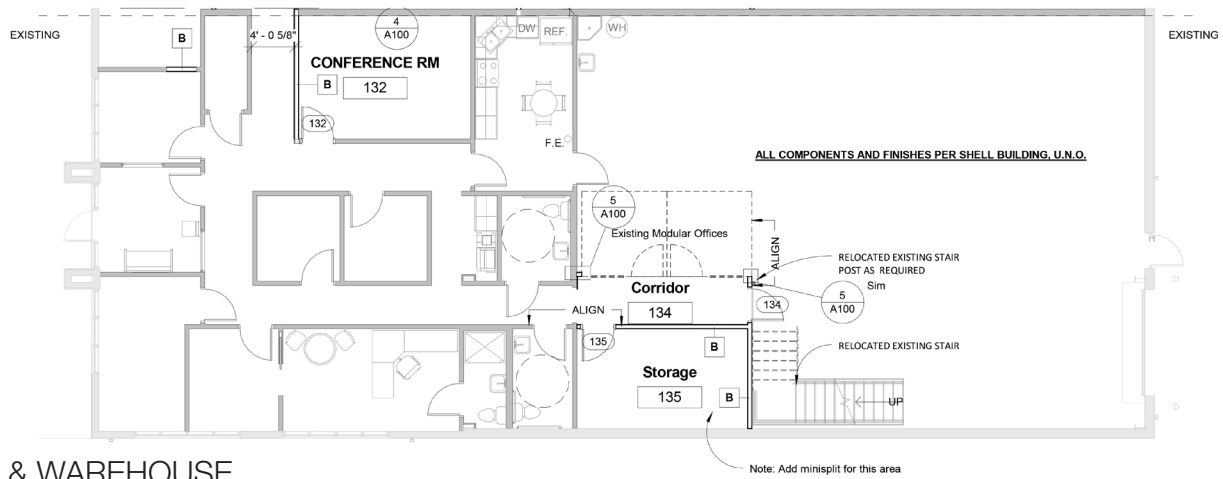 EXISTING
B
4' - 0 5/8"
4
A100
DW
REF.
WH
EXISTING
CONFERENCE RM
B
132
132
F.E.
ALL COMPONENTS AND FINISHES PER SHELL BUILDING, U.N.O.
5
A100
Existing Modular Offices
ALIGN
RELOCATED EXISTING STAIR
POST AS REQUIRED
Sim
Corridor
134
134
5
A100
ALIGN
135
B
RELOCATED EXISTING STAIR
Storage
135
B
UP
Note: Add minisplit for this area
& WAREHOUSE